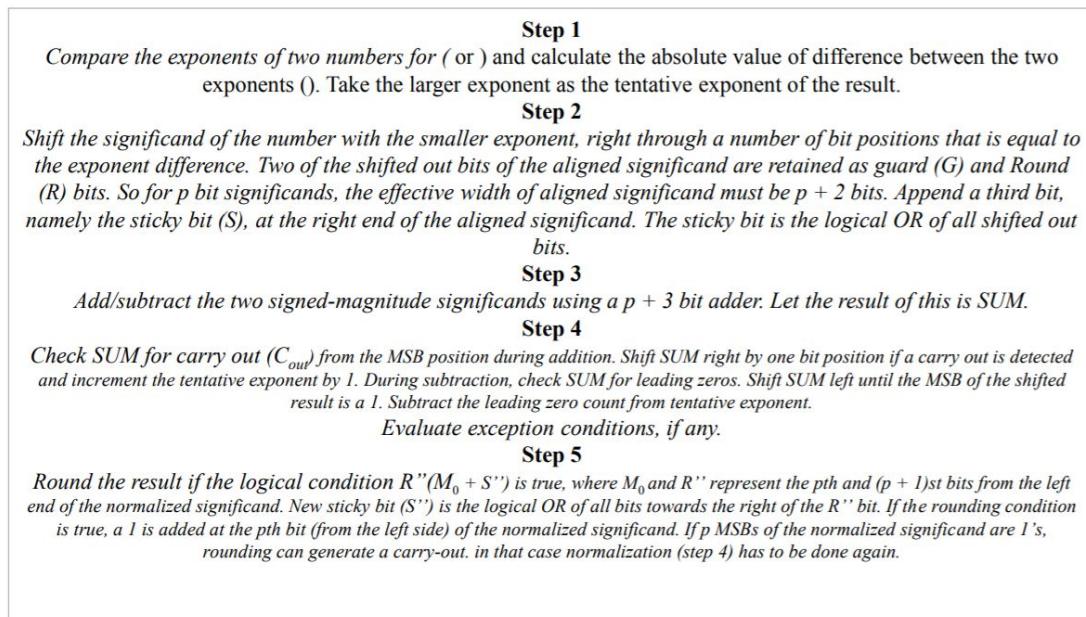 Step 1
Compare the exponents of two numbers for ( or ) and calculate the absolute value of difference between the two
exponents (). Take the larger exponent as the tentative exponent of the result.
Step 2
Shift the significand of the number with the smaller exponent, right through a number of bit positions that is equal to
the exponent difference. Two of the shifted out bits of the aligned significand are retained as guard (G) and Round
(R) bits. So for p bit significands, the effective width of aligned significand must be p + 2 bits. Append a third bit,
namely the sticky bit (S), at the right end of the aligned significand. The sticky bit is the logical OR of all shifted out
bits.
Step 3
Add/subtract the two signed-magnitude significands using a p + 3 bit adder. Let the result of this is SUM.
Step 4
Check SUM for carry out (Cout) from the MSB position during addition. Shift SUM right by one bit position if a carry out is detected
and increment the tentative exponent by 1. During subtraction, check SUM for leading zeros. Shift SUM left until the MSB of the shifted
result is a 1. Subtract the leading zero count from tentative exponent.
Evaluate exception conditions, if any.
Step 5
Round the result if the logical condition R”(M0 + S’’) is true, where M0 and R’’ represent the pth and (p + 1)st bits from the left
end of the normalized significand. New sticky bit (S’’) is the logical OR of all bits towards the right of the R’’ bit. If the rounding condition
is true, a 1 is added at the pth bit (from the left side) of the normalized significand. If p MSBs of the normalized significand are 1’s,
rounding can generate a carry-out. in that case normalization (step 4) has to be done again.